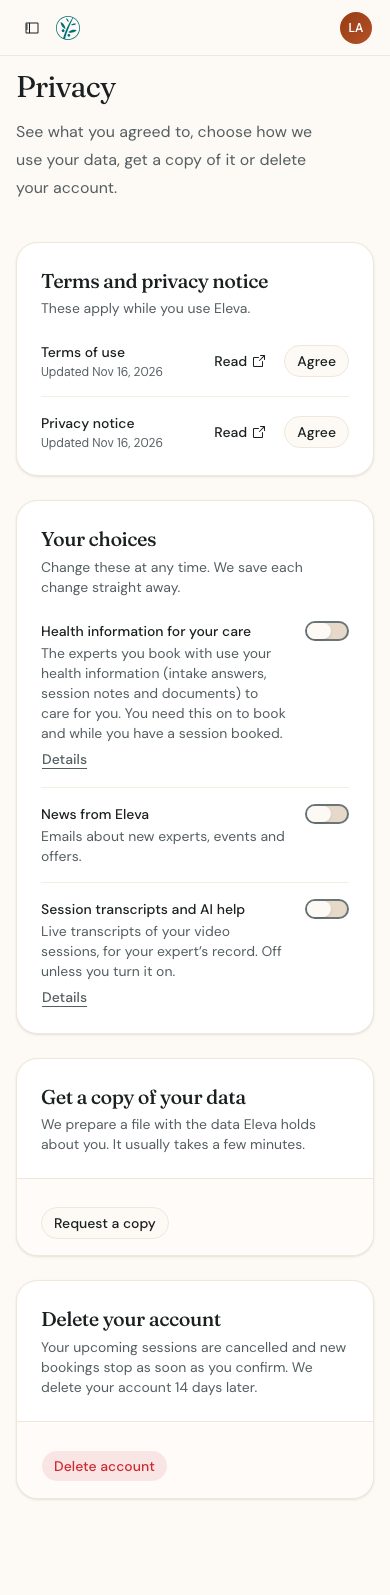 LA
Privacy
See what you agreed to, choose how we
use your data, get a copy of it or delete
your account.
Terms and privacy notice
These apply while you use Eleva.
Terms of use
Updated Nov 16, 2026
Read
Agree
Privacy notice
Updated Nov 16, 2026
Read
Agree
Your choices
Change these at any time. We save each
change straight away.
Health information for your care
The experts you book with use your
health information (intake answers,
session notes and documents) to
care for you. You need this on to book
and while you have a session booked.
Details
News from Eleva
Emails about new experts, events and
offers.
Session transcripts and AI help
Live transcripts of your video
sessions, for your expert’s record. Off
unless you turn it on.
Details
Get a copy of your data
We prepare a file with the data Eleva holds
about you. It usually takes a few minutes.
Request a copy
Delete your account
Your upcoming sessions are cancelled and new
bookings stop as soon as you confirm. We
delete your account 14 days later.
Delete account